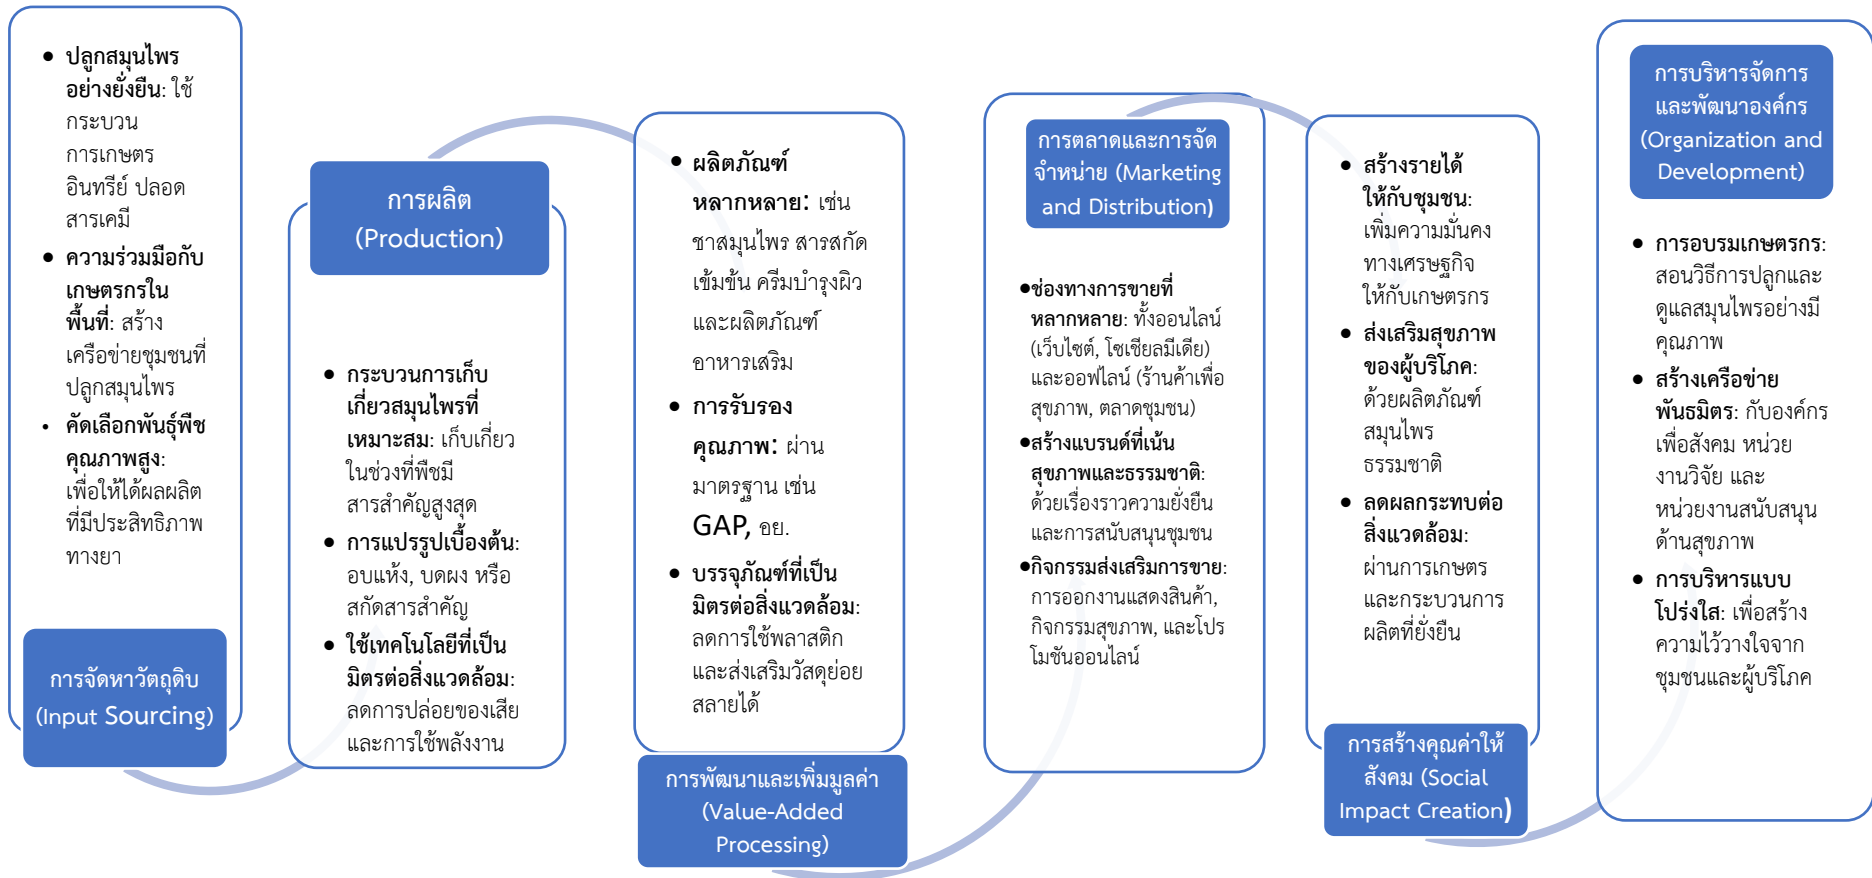 • ปลูกสมุนไพร
อย่างยั่งยืน: ใช้
กระบวน
การเกษตร
อินทรีย์ ปลอด
สารเคมี
• ความร่วมมือกับ
เกษตรกรใน
พื้นที่: สร้าง
เครือข่ายชุมชนที่
ปลูกสมุนไพร
• คัดเลือกพันธุ์พืช
คุณภาพสูง:
เพื่อให้ได้ผลผลิต
ที่มีประสิทธิภาพ
ทางยา
การจัดหาวัตถุดิบ
(Input Sourcing)
การผลิต
(Production)
• กระบวนการเก็บ
เกี่ยวสมุนไพรที่
เหมาะสม: เก็บเกี่ยว
ในช่วงที่พืชมี
สารสำคัญสูงสุด
• การแปรรูปเบื้องต้น:
อบแห้ง, บดผง หรือ
สกัดสารสำคัญ
• ใช้เทคโนโลยีที่เป็น
มิตรต่อสิ่งแวดล้อม:
ลดการปล่อยของเสีย
และการใช้พลังงาน
• ผลิตภัณฑ์
หลากหลาย: เช่น
ชาสมุนไพร สารสกัด
เข้มข้น ครีมบำรุงผิว
และผลิตภัณฑ์
อาหารเสริม
• การรับรอง
คุณภาพ: ผ่าน
มาตรฐาน เช่น
GAP, อย.
• บรรจุภัณฑ์ที่เป็น
มิตรต่อสิ่งแวดล้อม:
ลดการใช้พลาสติก
และส่งเสริมวัสดุย่อย
สลายได้
การพัฒนาและเพิ่มมูลค่า
(Value-Added
Processing)
การตลาดและการจัด
จำหน่าย (Marketing
and Distribution)
•ช่องทางการขายที่
หลากหลาย: ทั้งออนไลน์
(เว็บไซต์, โซเชียลมีเดีย)
และออฟไลน์ (ร้านค้าเพื่อ
สุขภาพ, ตลาดชุมชน)
•สร้างแบรนด์ที่เน้น
สุขภาพและธรรมชาติ:
ด้วยเรื่องราวความยั่งยืน
และการสนับสนุนชุมชน
•กิจกรรมส่งเสริมการขาย:
การออกงานแสดงสินค้า,
กิจกรรมสุขภาพ, และโปร
โมชันออนไลน์
• สร้างรายได้
ให้กับชุมชน:
เพิ่มความมั่นคง
ทางเศรษฐกิจ
ให้กับเกษตรกร
• ส่งเสริมสุขภาพ
ของผู้บริโภค:
ด้วยผลิตภัณฑ์
สมุนไพร
ธรรมชาติ
• ลดผลกระทบต่อ
สิ่งแวดล้อม:
ผ่านการเกษตร
และกระบวนการ
ผลิตที่ยั่งยืน
การสร้างคุณค่าให้
สังคม (Social
Impact Creation)
การบริหารจัดการ
และพัฒนาองค์กร
(Organization and
Development)
• การอบรมเกษตรกร:
สอนวิธีการปลูกและ
ดูแลสมุนไพรอย่างมี
คุณภาพ
• สร้างเครือข่าย
พันธมิตร: กับองค์กร
เพื่อสังคม หน่วย
งานวิจัย และ
หน่วยงานสนับสนุน
ด้านสุขภาพ
• การบริหารแบบ
โปร่งใส: เพื่อสร้าง
ความไว้วางใจจาก
ชุมชนและผู้บริโภค